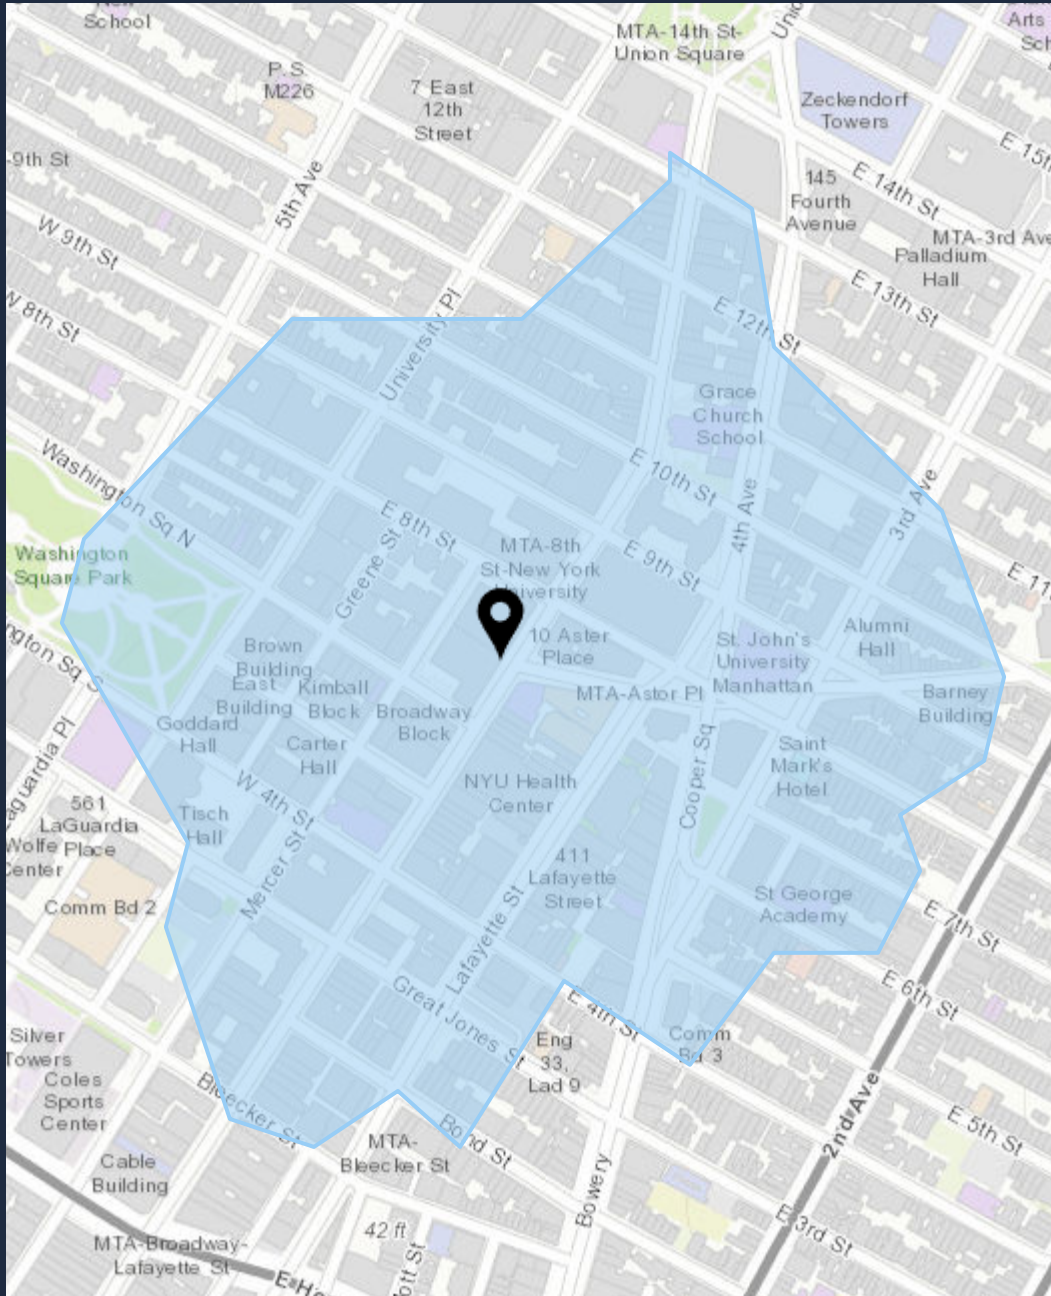 School
MTA-14th St-
Union Square
Arts
P.S.
M226
7 East
12th
Street
Zeckendorf
Towers
-9th St
5th Ave
E 14th St
145
Fourth
Avenue
W 9th St
MTA-3rd Ave
Palladium
Hall
E 13th St
W 8th St
University Pl
E 12th St
Grace
Church
School
Washington Sq N
E 10th St
E 8th St
4th Ave
3rd Ave
MTA-8th
St-New York
University
E 9th St
Washington
Square Park
Greene St
E 11
10 Aster
Place
St. John's
University
Manhattan
Alumni
Hall
Brown
Building
East
Building
Kimball
Block
MTA-Astor Pl
Barney
Building
Goddard
Hall
Broadway
Block
Carter
Hall
Saint
Mark's
Hotel
NYU Health
Center
Cooper Sq
W 4th St
561
LaGuardia
Place
Tisch
Hall
Wolfe
Center
Mercer St
411
Lafayette
Street
St George
Academy
Comm Bd 2
E 7th St
Lafayette St
E 6th St
Great Jones St
E 4th St
Comm
Bd 3
Silver
Towers
Eng
33,
Lad 9
Coles
Sports
Center
Bleecker St
Bond St
2nd Ave
E 5th St
MTA-
Bleecker St
Cable
Building
Bowery
42 ft
E 3rd St
MTA-Broadway-
Lafayette St